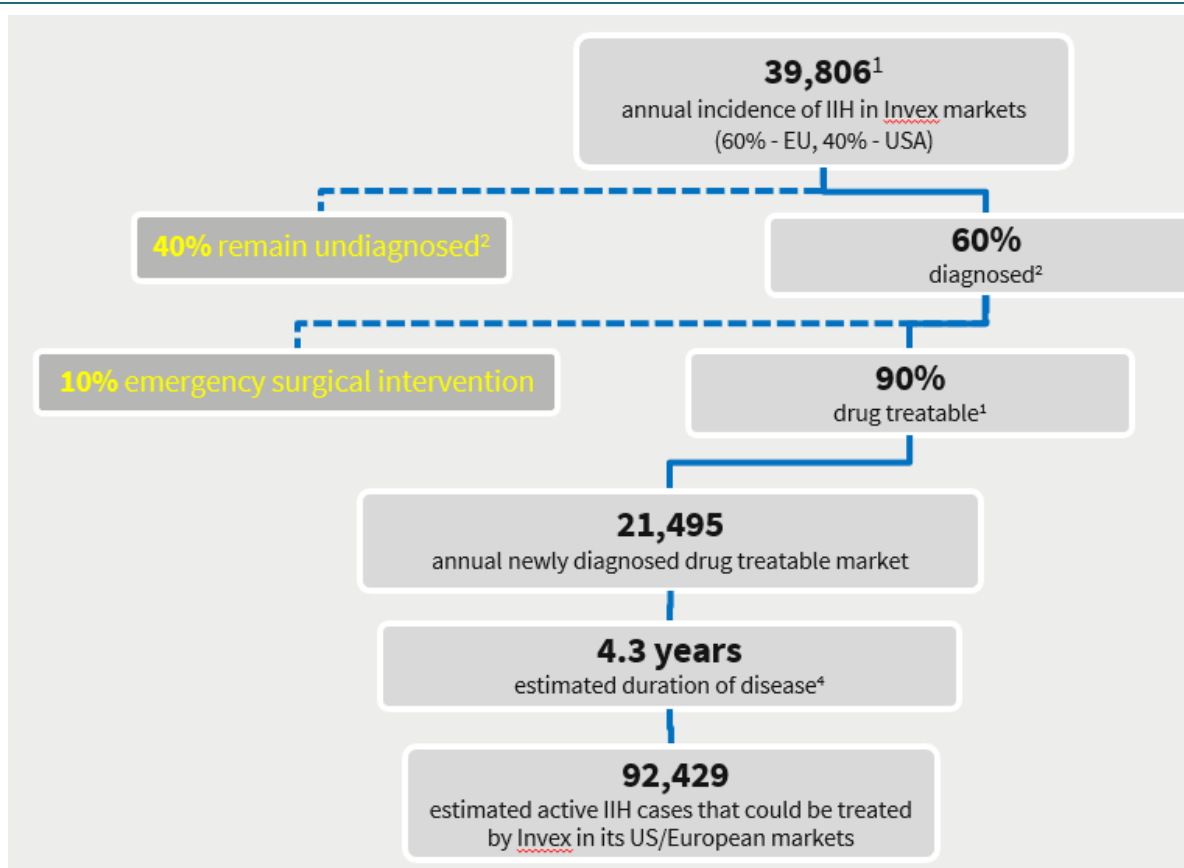 39,806¹
annual incidence of IIH in Invex markets
(60% - EU, 40% - USA)
40% remain undiagnosed²
60%
diagnosed²
10% emergency surgical intervention
90%
drug treatable¹
21,495
annual newly diagnosed drug treatable market
4.3 years
estimated duration of disease⁴
92,429
estimated active IIH cases that could be treated
by Invex in its US/European markets